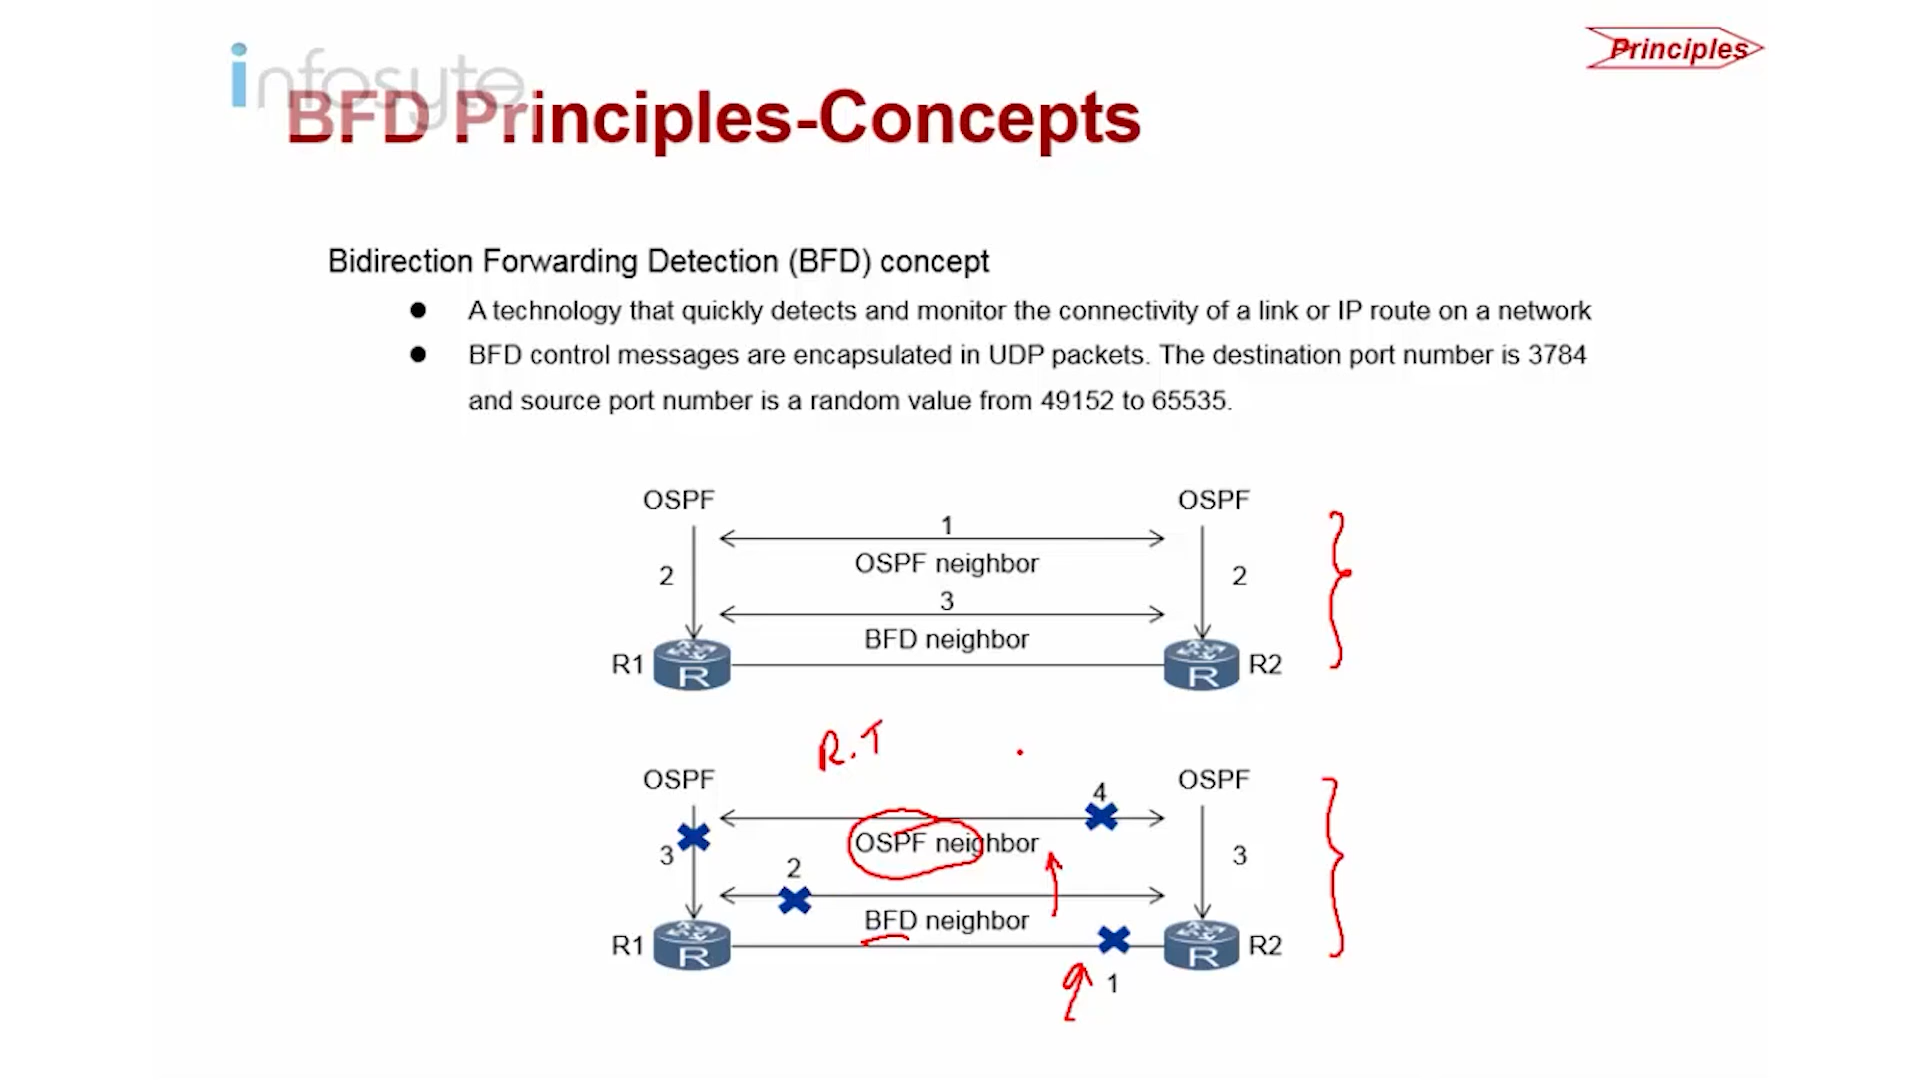 Principles
infosyte
BFD Principles-Concepts
Bidirection Forwarding Detection (BFD) concept
● A technology that quickly detects and monitor the connectivity of a link or IP route on a network
● BFD control messages are encapsulated in UDP packets. The destination port number is 3784
and source port number is a random value from 49152 to 65535.
OSPF OSPF
1
OSPF neighbor
2 2
3
BFD neighbor
R1 R R R2
R.T
OSPF OSPF
4
OSPF neighbor
3 3
2
BFD neighbor
R1 R R R2
1